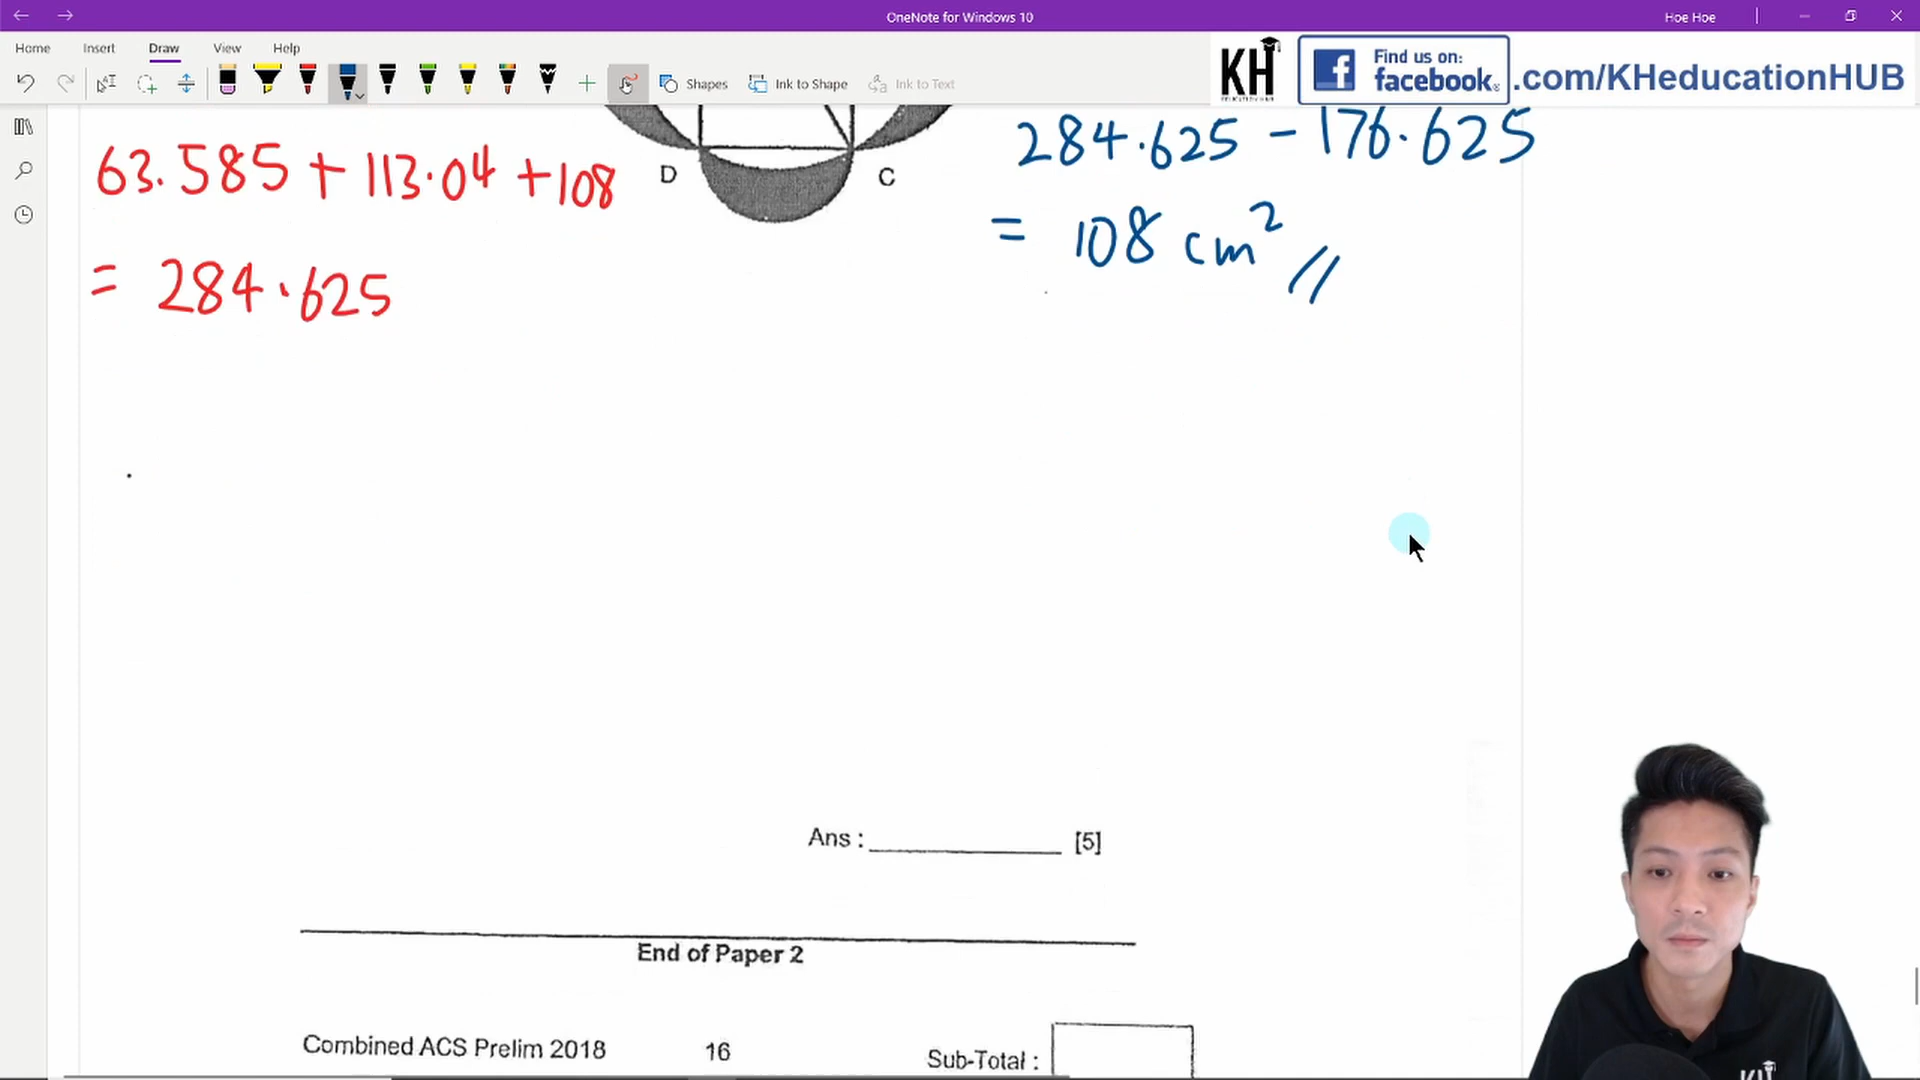 OneNote for Windows 10
Hoe Hoe
Home Insert Draw View Help
Shapes Ink to Shape Ink to Text
KH
Find us on:
facebook.
.com/KHeducationHUB
63.585 + 113.04 + 108
= 284.625
D
C
284.625 - 176.625
= 108 cm²
Ans : [5]
End of Paper 2
Combined ACS Prelim 2018 16 Sub-Total :
KH